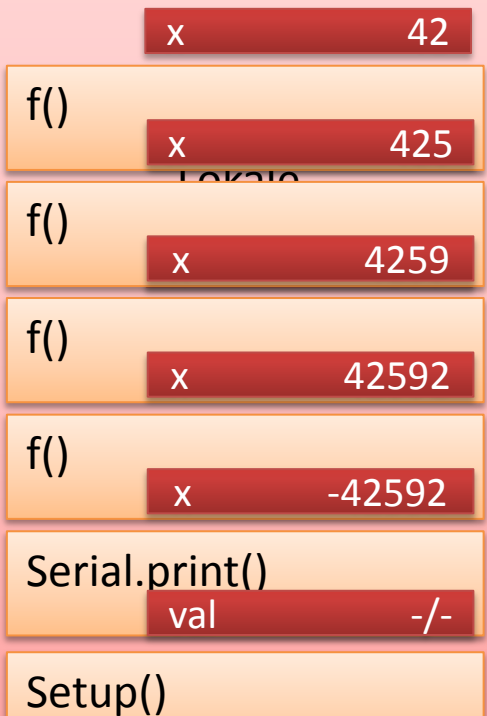 x 42
f()
x 425
f()
x 4259
f()
x 42592
f()
x -42592
Serial.print()
val -/-
Setup()